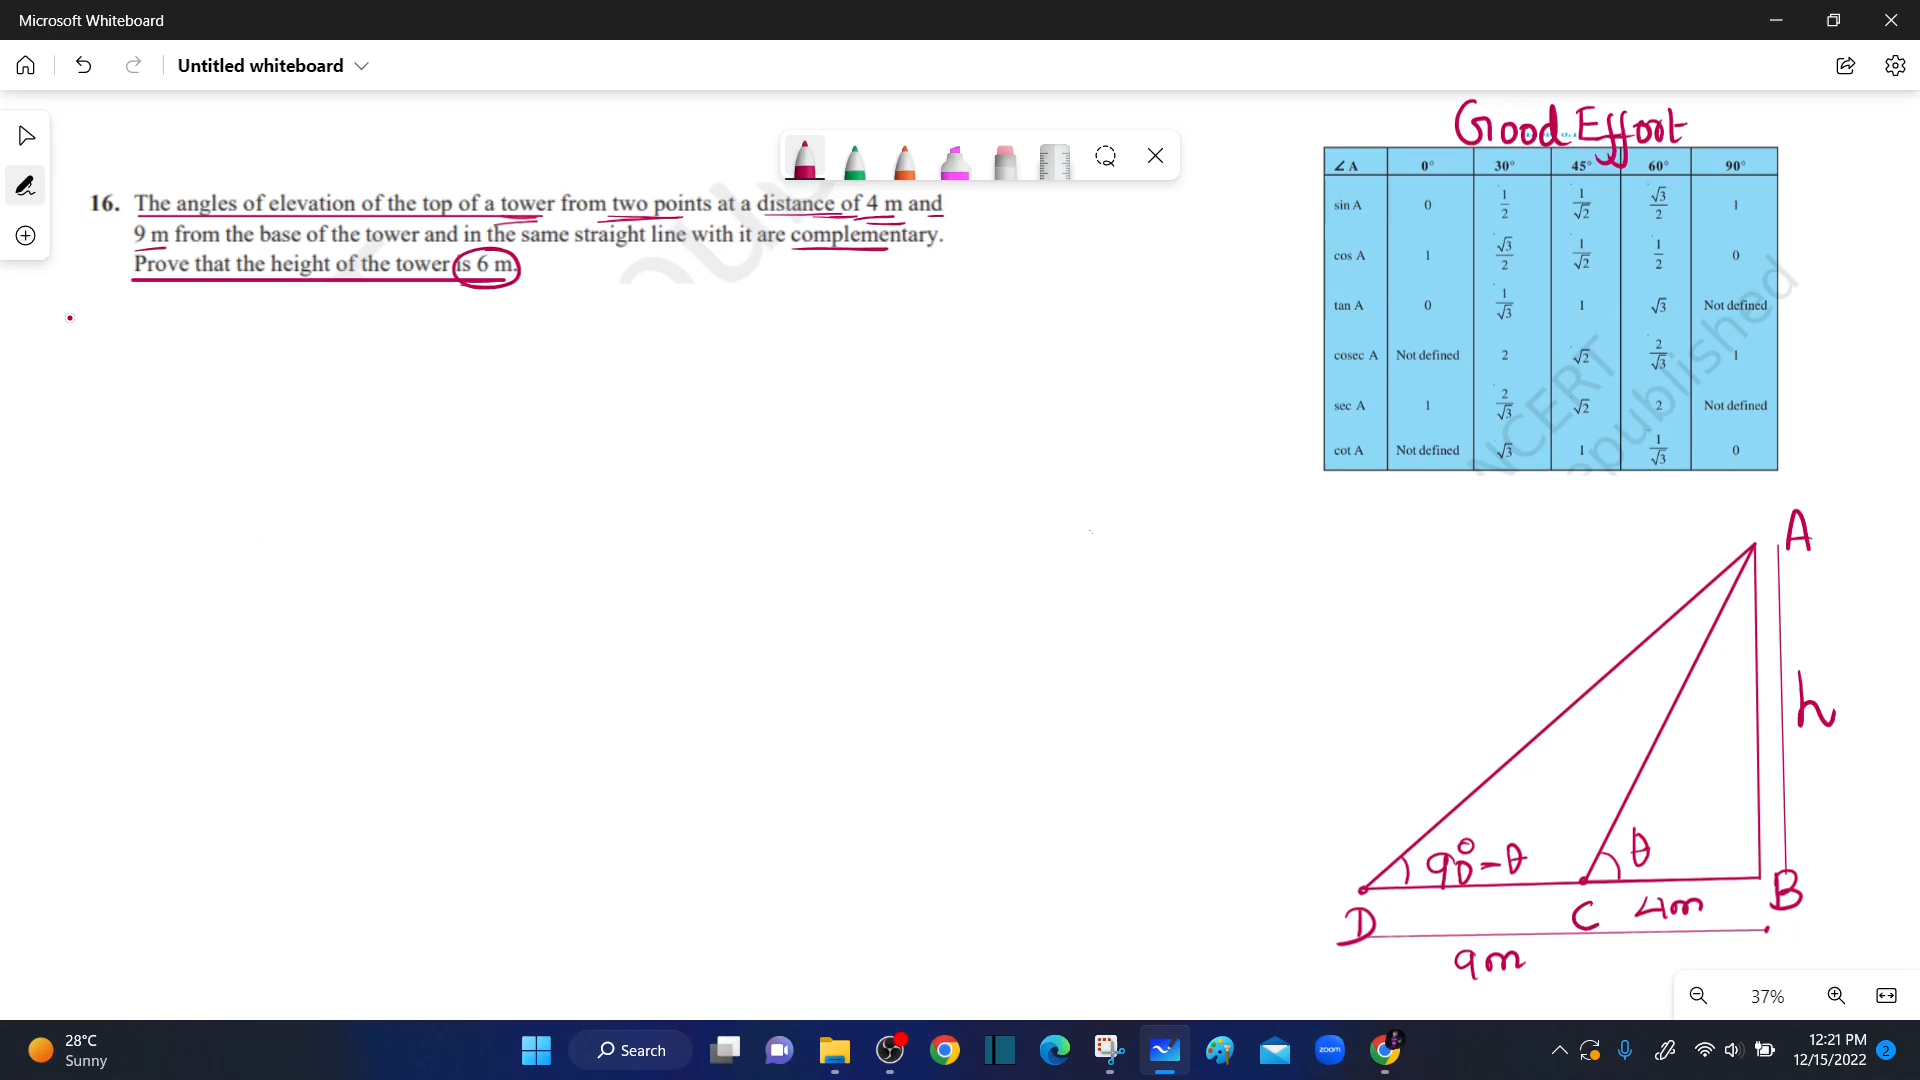 Microsoft Whiteboard
Untitled whiteboard
Good Effort
16. The angles of elevation of the top of a tower from two points at a distance of 4 m and
9 m from the base of the tower and in the same straight line with it are complementary.
Prove that the height of the tower is 6 m.
∠A 0° 30° 45° 60° 90°
sin A 0 1/2 1/√2 √3/2 1
cos A 1 √3/2 1/√2 1/2 0
tan A 0 1/√3 1 √3 Not defined
cosec A Not defined 2 √2 2/√3 1
sec A 1 2/√3 √2 2 Not defined
cot A Not defined √3 1 1/√3 0
NCERT
republished
A
h
90°-θ θ
D C 4m B
9m
37%
28°C
Sunny
Search
zoom
12:21 PM
12/15/2022
2